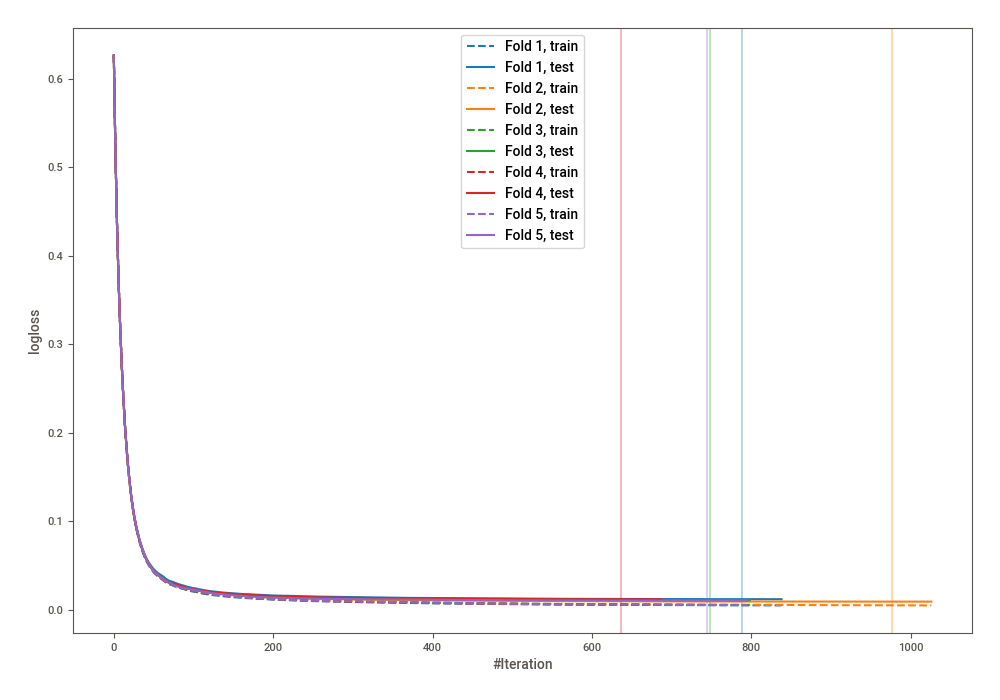 Fold 1, train
Fold 1, test
Fold 2, train
Fold 2, test
Fold 3, train
Fold 3, test
Fold 4, train
Fold 4, test
Fold 5, train
Fold 5, test
0.6
0.5
0.4
0.3
0.2
0.1
0.0
logloss
0 200 400 600 800 1000
#Iteration